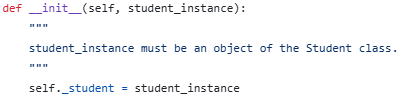 def __init__(self, student_instance):
    """
    student_instance must be an object of the Student class.
    """
    self._student = student_instance